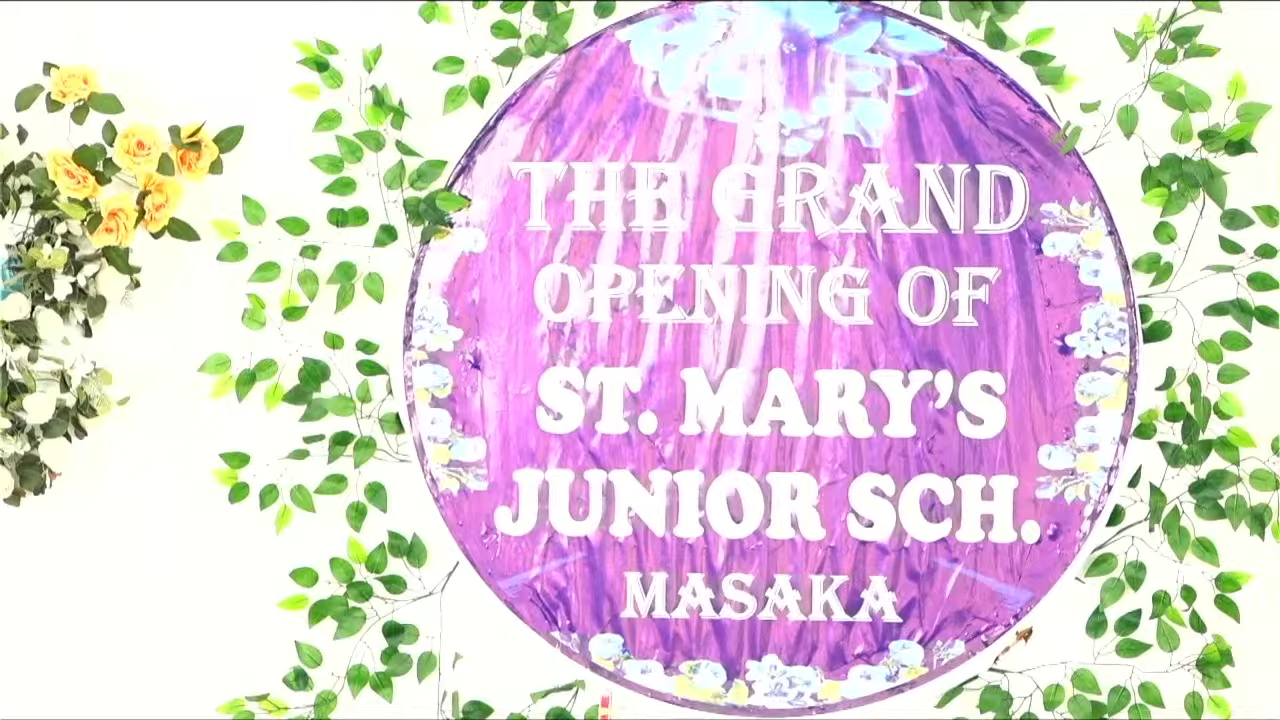 THE GRAND
OPENING OF
ST. MARY'S
JUNIOR SCH.
MASAKA